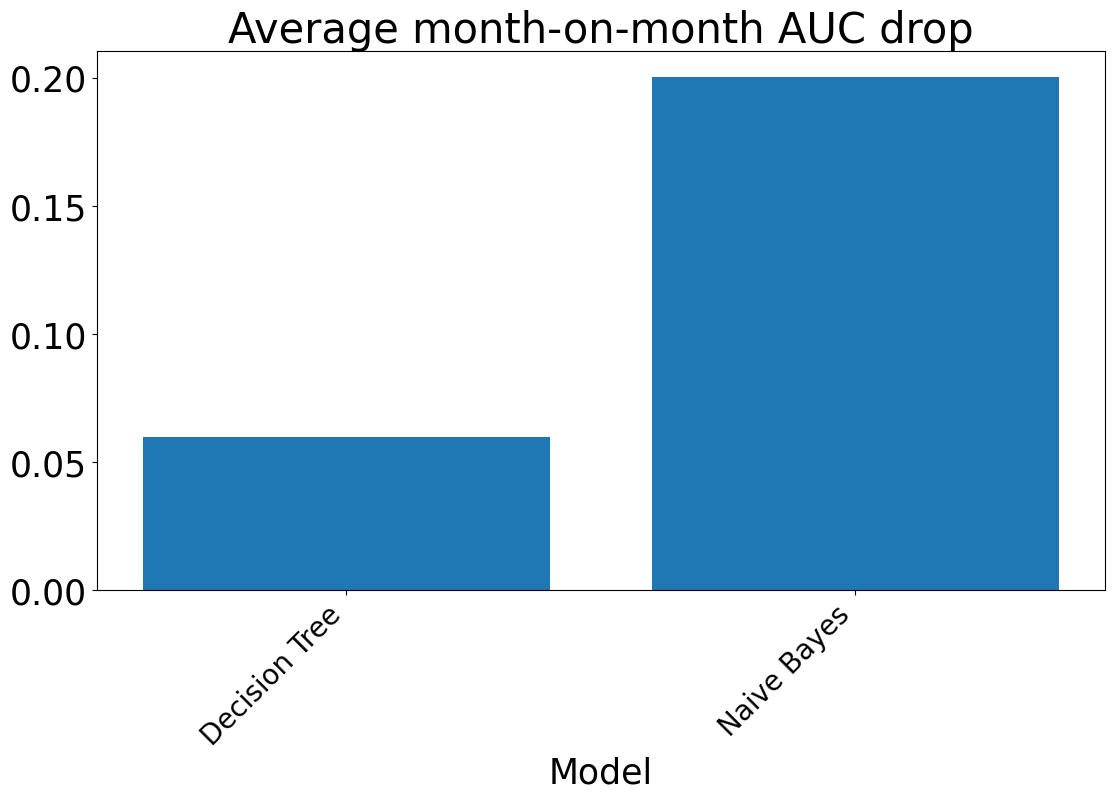 Average month-on-month AUC drop
0.20
0.15
0.10
0.05
0.00
Decision Tree
Naive Bayes
Model